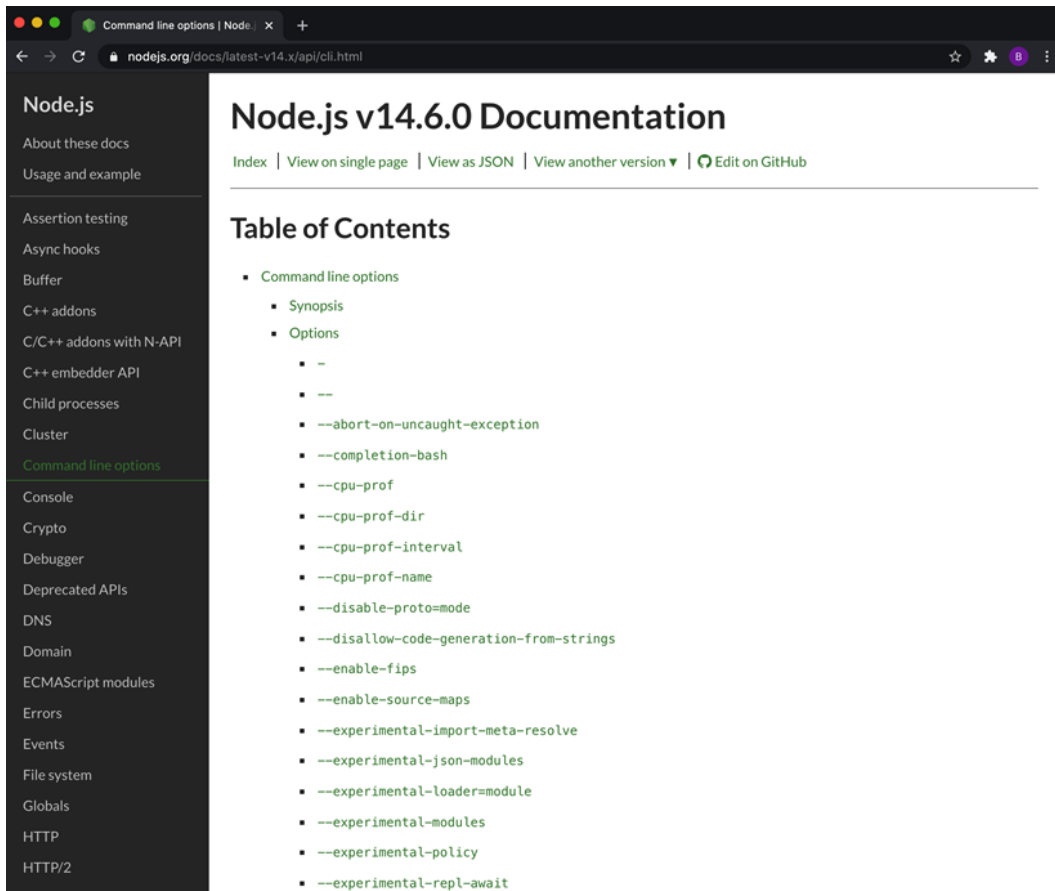 Command line options | Node.j
nodejs.org/docs/latest-v14.x/api/cli.html
B
Node.js
About these docs
Usage and example
Assertion testing
Async hooks
Buffer
C++ addons
C/C++ addons with N-API
C++ embedder API
Child processes
Cluster
Command line options
Console
Crypto
Debugger
Deprecated APIs
DNS
Domain
ECMAScript modules
Errors
Events
File system
Globals
HTTP
HTTP/2
Node.js v14.6.0 Documentation
Index | View on single page | View as JSON | View another version ▼ | Edit on GitHub
Table of Contents
Command line options
Synopsis
Options
-
--
--abort-on-uncaught-exception
--completion-bash
--cpu-prof
--cpu-prof-dir
--cpu-prof-interval
--cpu-prof-name
--disable-proto=mode
--disallow-code-generation-from-strings
--enable-fips
--enable-source-maps
--experimental-import-meta-resolve
--experimental-json-modules
--experimental-loader=module
--experimental-modules
--experimental-policy
--experimental-repl-await